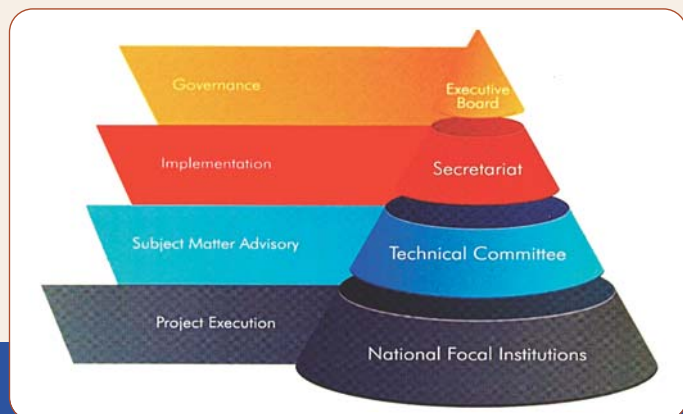 Governance
Executive
Board
Implementation
Secretariat
Subject Matter Advisory
Technical Committee
Project Execution
National Focal Institutions